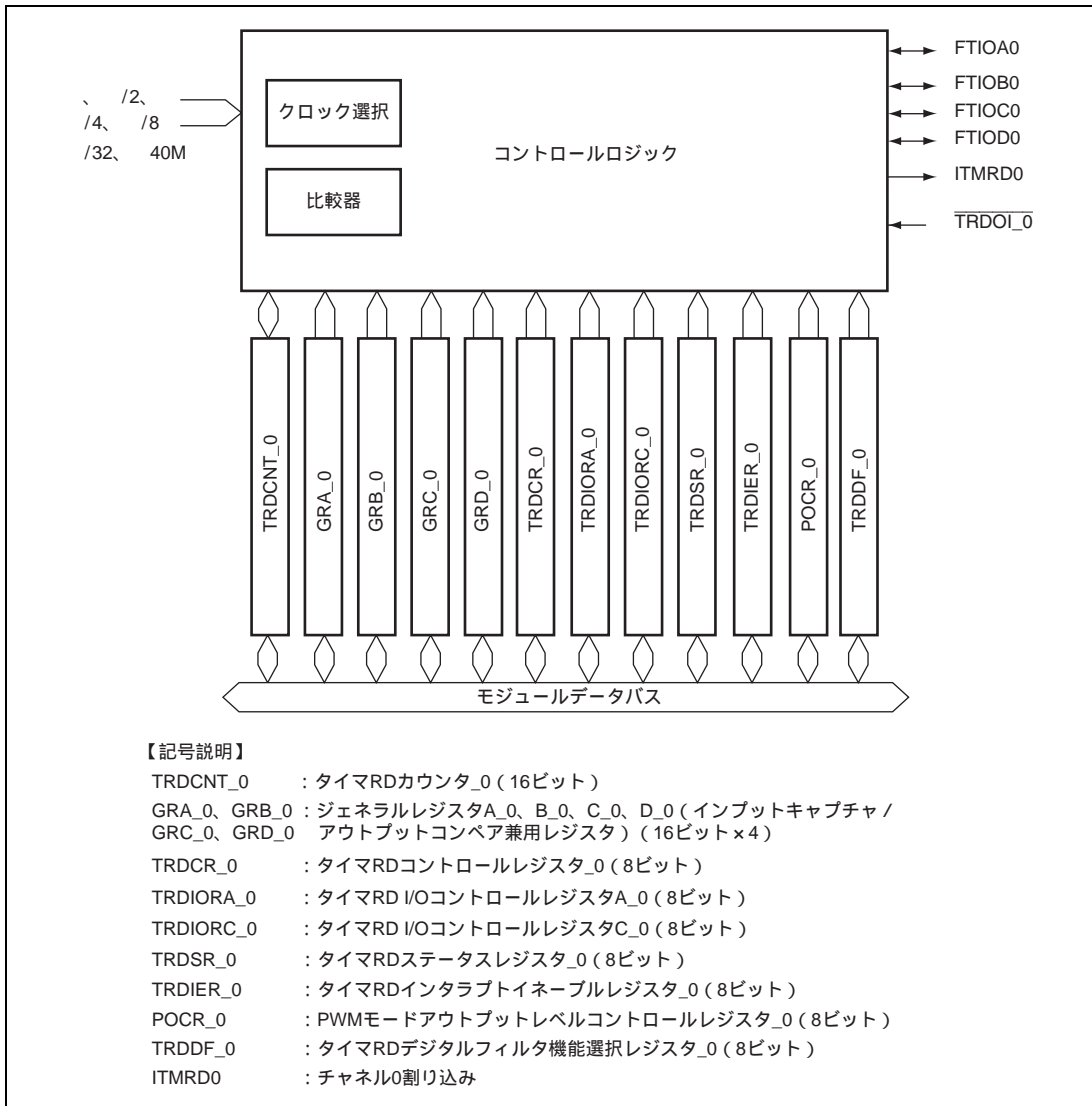 、 /2、
/4、 /8
/32、 40M
クロック選択
比較器
コントロールロジック
FTIOA0
FTIOB0
FTIOC0
FTIOD0
ITMRD0
TRDOI_0
TRDCNT_0
GRA_0
GRB_0
GRC_0
GRD_0
TRDCR_0
TRDIORA_0
TRDIORC_0
TRDSR_0
TRDIER_0
POCR_0
TRDDF_0
モジュールデータバス
【記号説明】
TRDCNT_0 : タイマRDカウンタ_0(16ビット)
GRA_0、GRB_0 : ジェネラルレジスタA_0、B_0、C_0、D_0(インプットキャプチャ/
GRC_0、GRD_0 アウトプットコンペア兼用レジスタ)(16ビット×4)
TRDCR_0 : タイマRDコントロールレジスタ_0(8ビット)
TRDIORA_0 : タイマRD I/OコントロールレジスタA_0(8ビット)
TRDIORC_0 : タイマRD I/OコントロールレジスタC_0(8ビット)
TRDSR_0 : タイマRDステータスレジスタ_0(8ビット)
TRDIER_0 : タイマRDインタラプトイネーブルレジスタ_0(8ビット)
POCR_0 : PWMモードアウトプットレベルコントロールレジスタ_0(8ビット)
TRDDF_0 : タイマRDデジタルフィルタ機能選択レジスタ_0(8ビット)
ITMRD0 : チャネル0割り込み